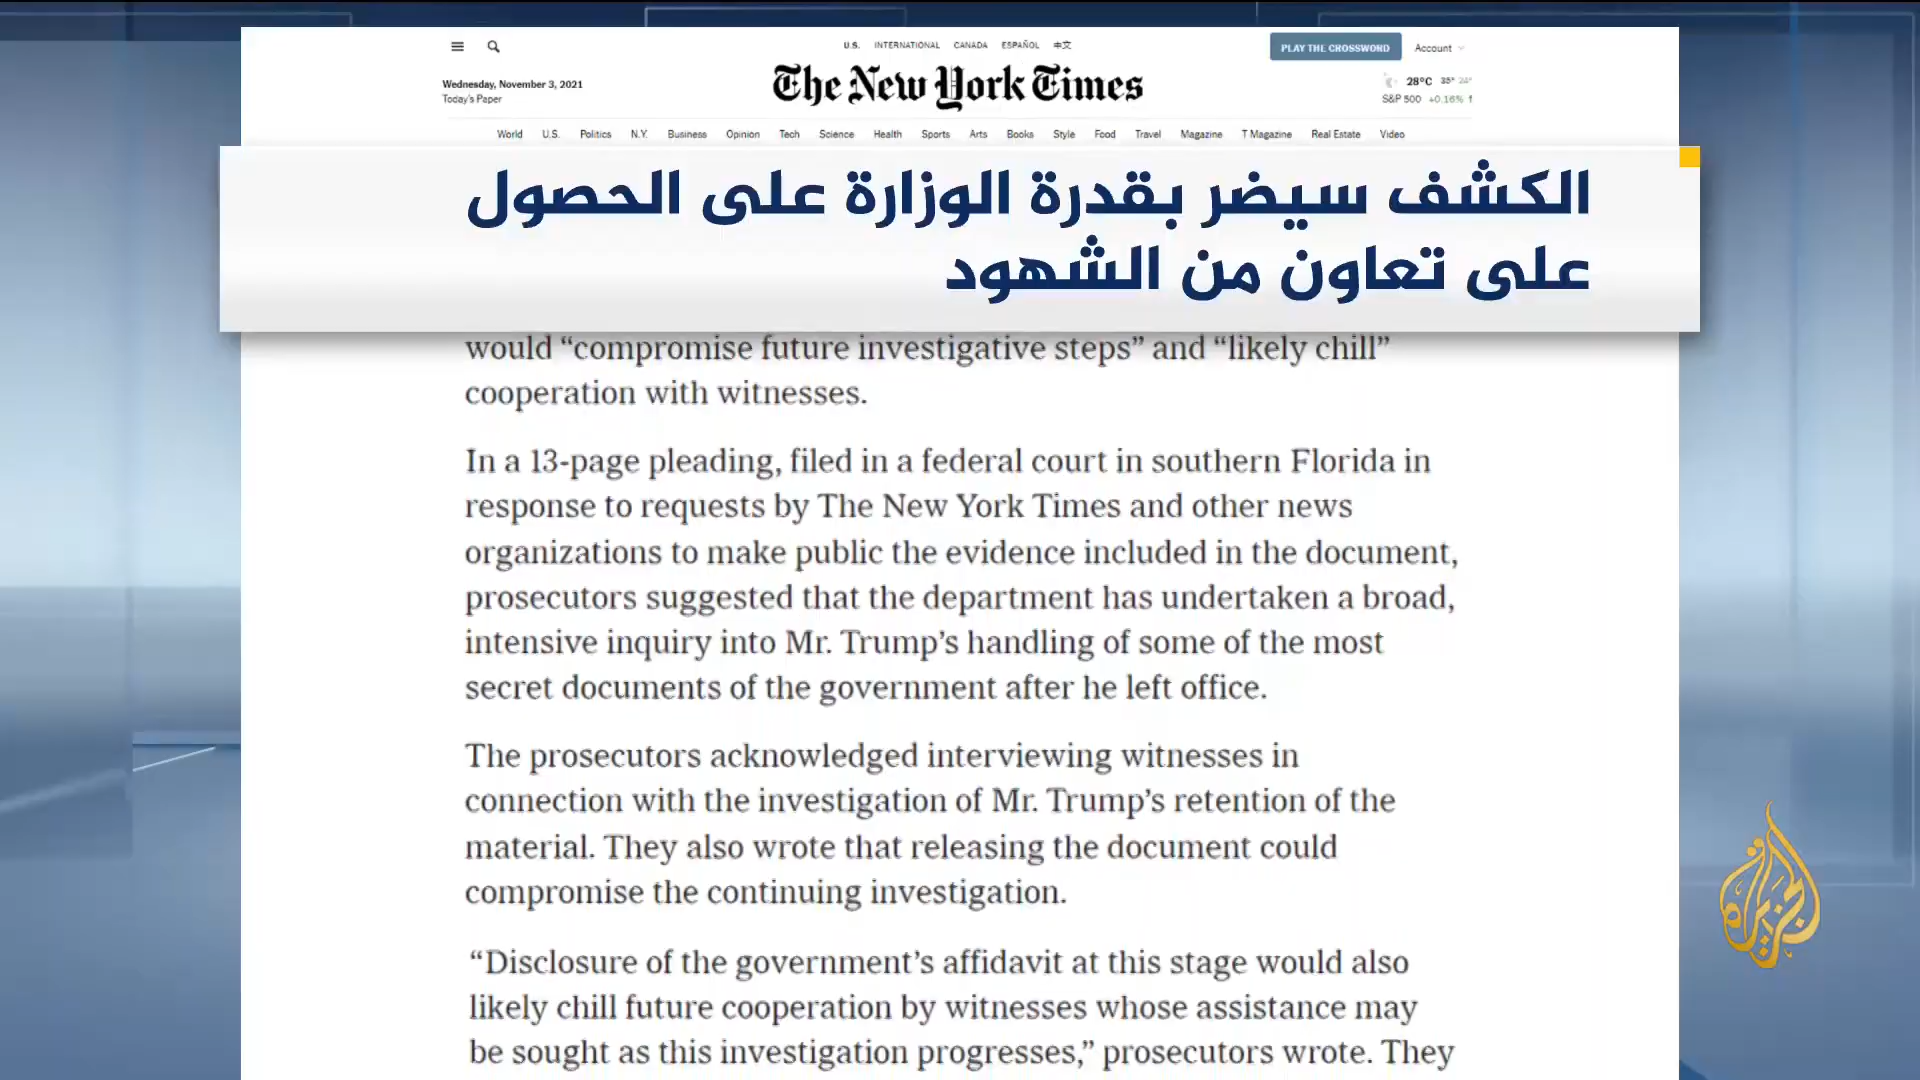 U.S. INTERNATIONAL CANADA ESPAÑOL 中文
PLAY THE CROSSWORD Account
Wednesday, November 3, 2021
Today's Paper
The New York Times
28°C 35° 24°
S&P 500 +0.16% ↑
World U.S. Politics N.Y. Business Opinion Tech Science Health Sports Arts Books Style Food Travel Magazine T Magazine Real Estate Video
الكشف سيضر بقدرة الوزارة على الحصول
على تعاون من الشهود
would “compromise future investigative steps” and “likely chill”
cooperation with witnesses.
In a 13-page pleading, filed in a federal court in southern Florida in
response to requests by The New York Times and other news
organizations to make public the evidence included in the document,
prosecutors suggested that the department has undertaken a broad,
intensive inquiry into Mr. Trump’s handling of some of the most
secret documents of the government after he left office.
The prosecutors acknowledged interviewing witnesses in
connection with the investigation of Mr. Trump’s retention of the
material. They also wrote that releasing the document could
compromise the continuing investigation.
“Disclosure of the government’s affidavit at this stage would also
likely chill future cooperation by witnesses whose assistance may
be sought as this investigation progresses,” prosecutors wrote. They
الجزيرة